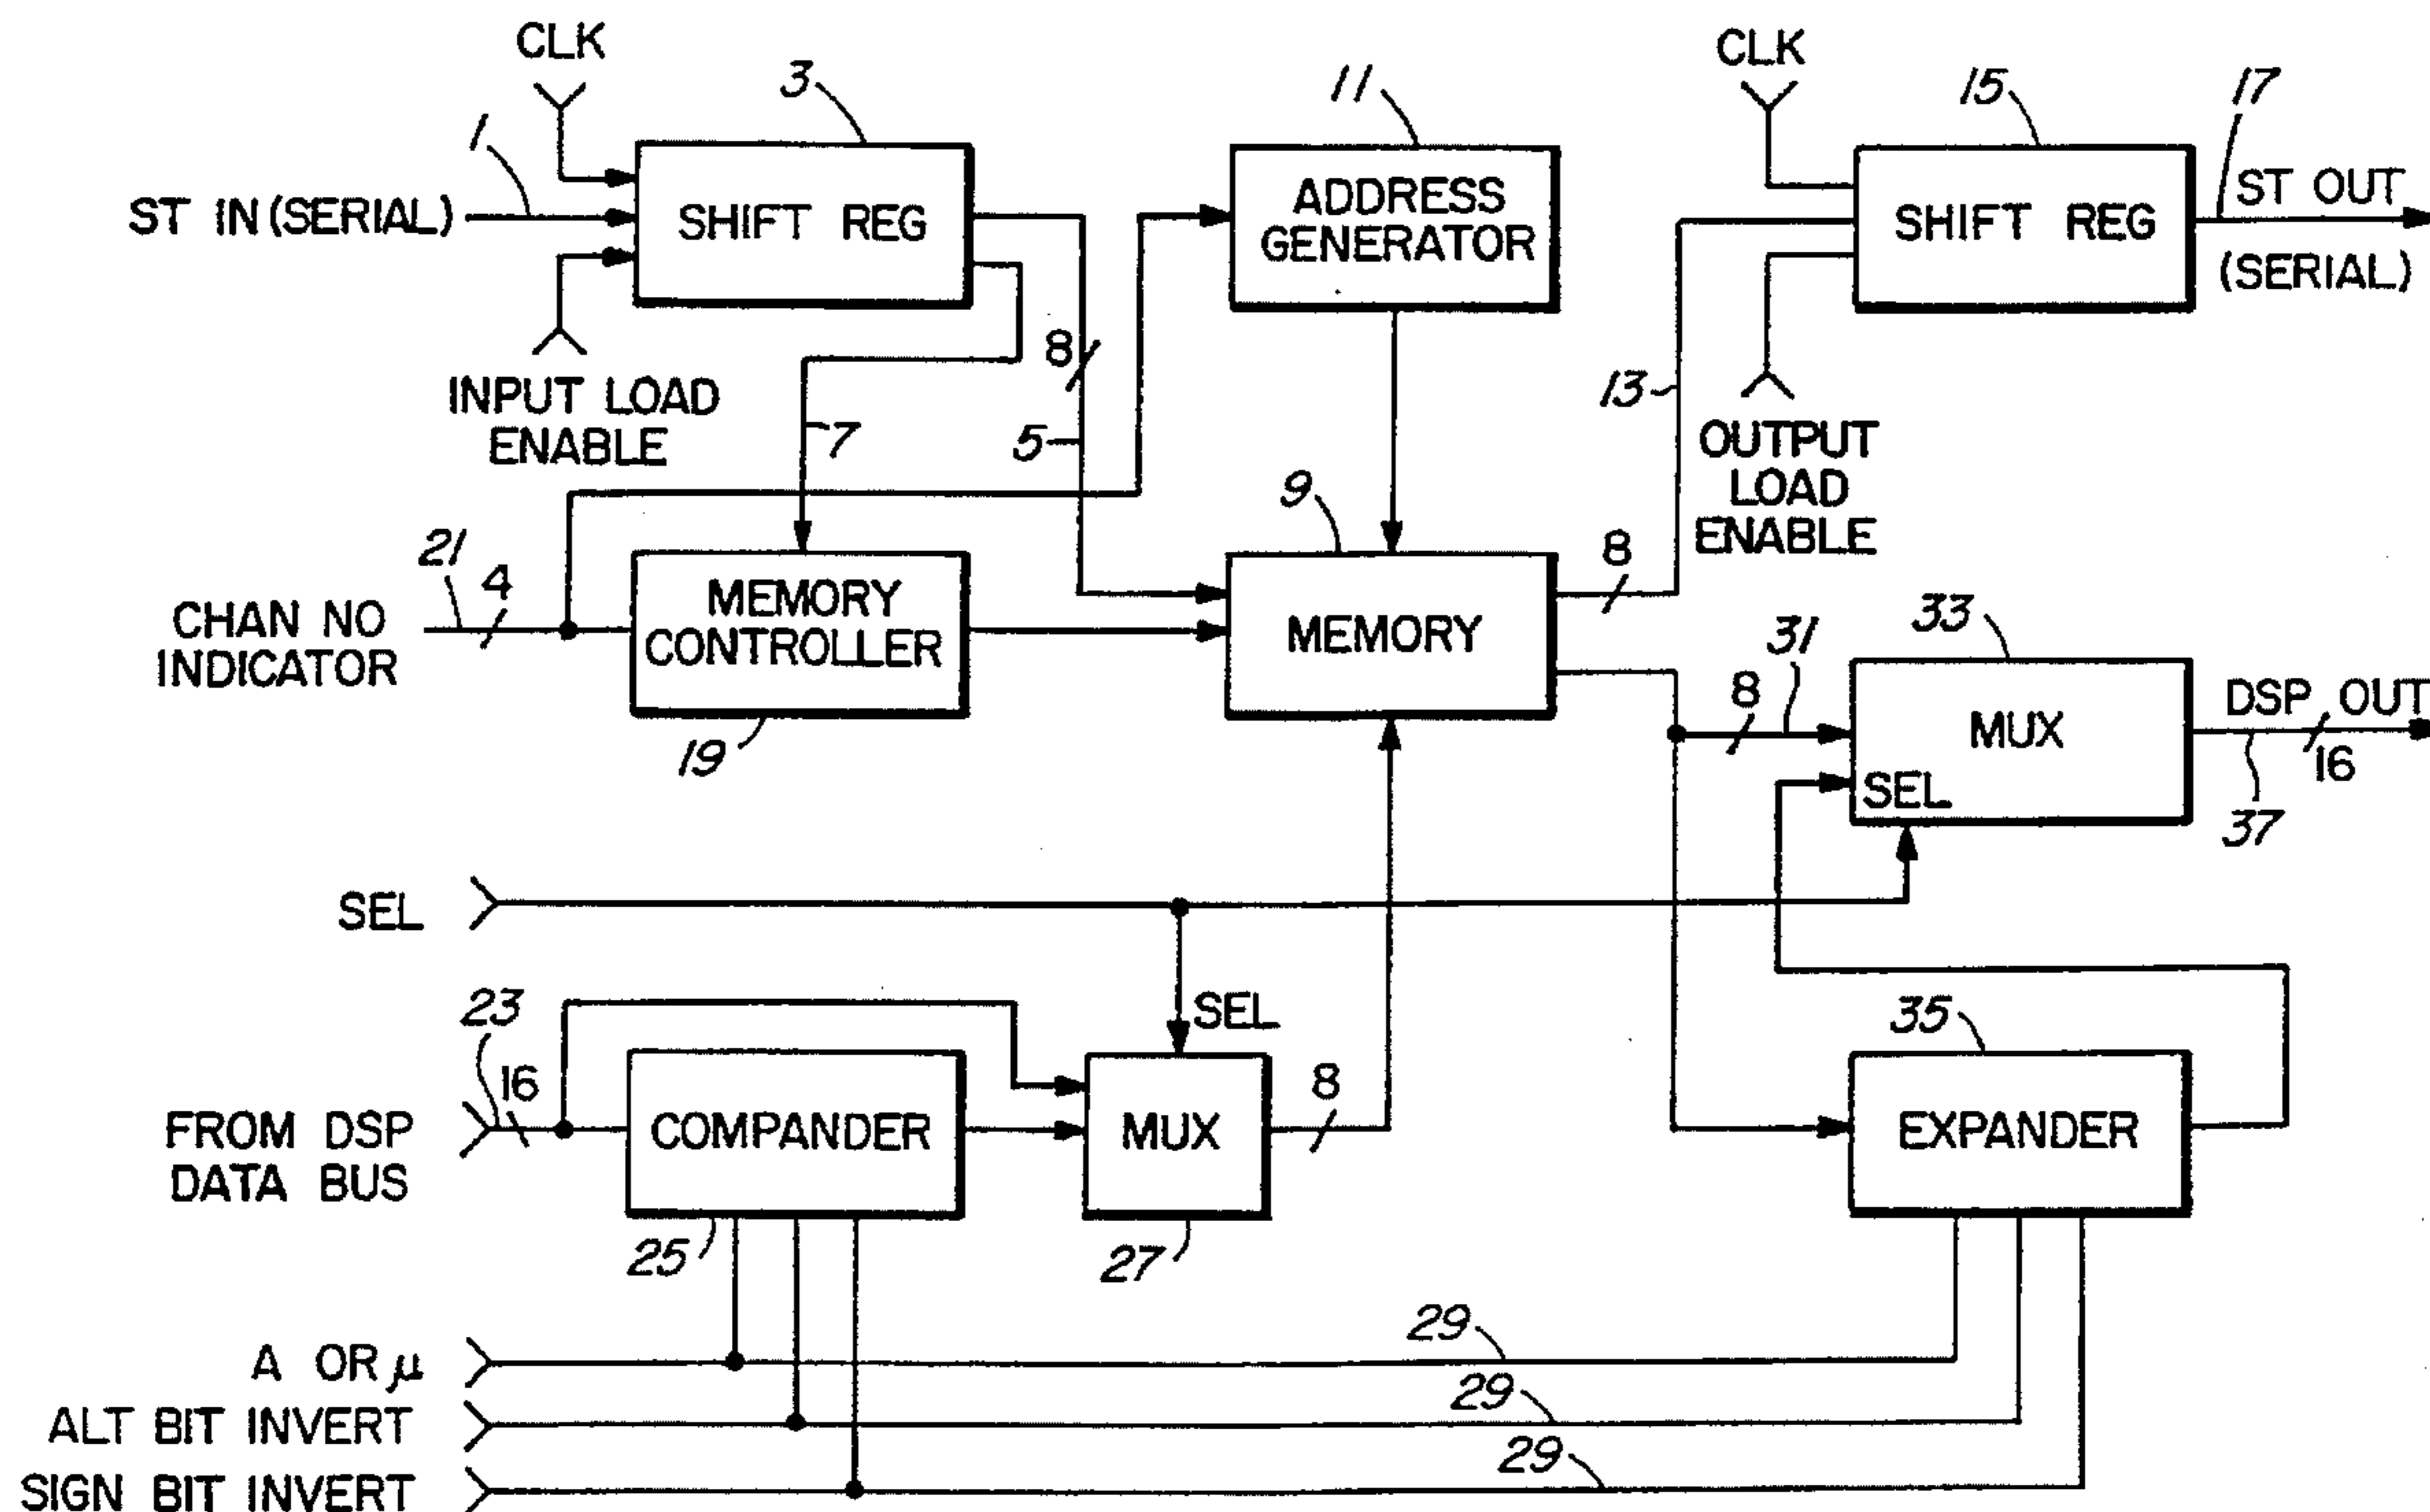 CLK
3
11
CLK
15
17
1
ST IN (SERIAL)
SHIFT REG
ADDRESS
GENERATOR
SHIFT REG
ST OUT
(SERIAL)
8
INPUT LOAD
ENABLE
7
5
13
OUTPUT
LOAD
ENABLE
9
21
4
8
CHAN NO
INDICATOR
MEMORY
CONTROLLER
MEMORY
33
31
8
MUX
DSP OUT
16
19
SEL
37
SEL
23
16
SEL
35
8
FROM DSP
DATA BUS
COMPANDER
MUX
EXPANDER
25
27
29
A OR μ
29
ALT BIT INVERT
29
SIGN BIT INVERT